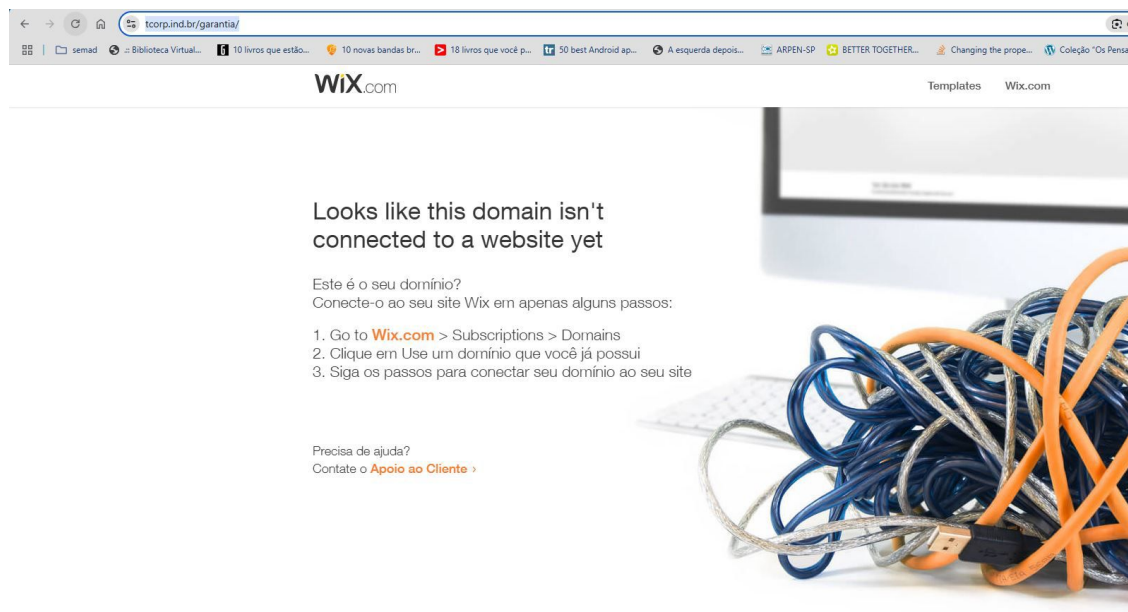 tcorp.ind.br/garantia/
semad
.: Biblioteca Virtual...
10 livros que estão...
10 novas bandas br...
18 livros que você p...
50 best Android ap...
A esquerda depois...
ARPEN-SP
BETTER TOGETHER...
Changing the prope...
Coleção "Os Pensa
WiX.com
Templates
Wix.com
Looks like this domain isn't
connected to a website yet
Este é o seu domínio?
Conecte-o ao seu site Wix em apenas alguns passos:
1. Go to Wix.com > Subscriptions > Domains
2. Clique em Use um domínio que você já possui
3. Siga os passos para conectar seu domínio ao seu site
Precisa de ajuda?
Contate o Apoio ao Cliente ›